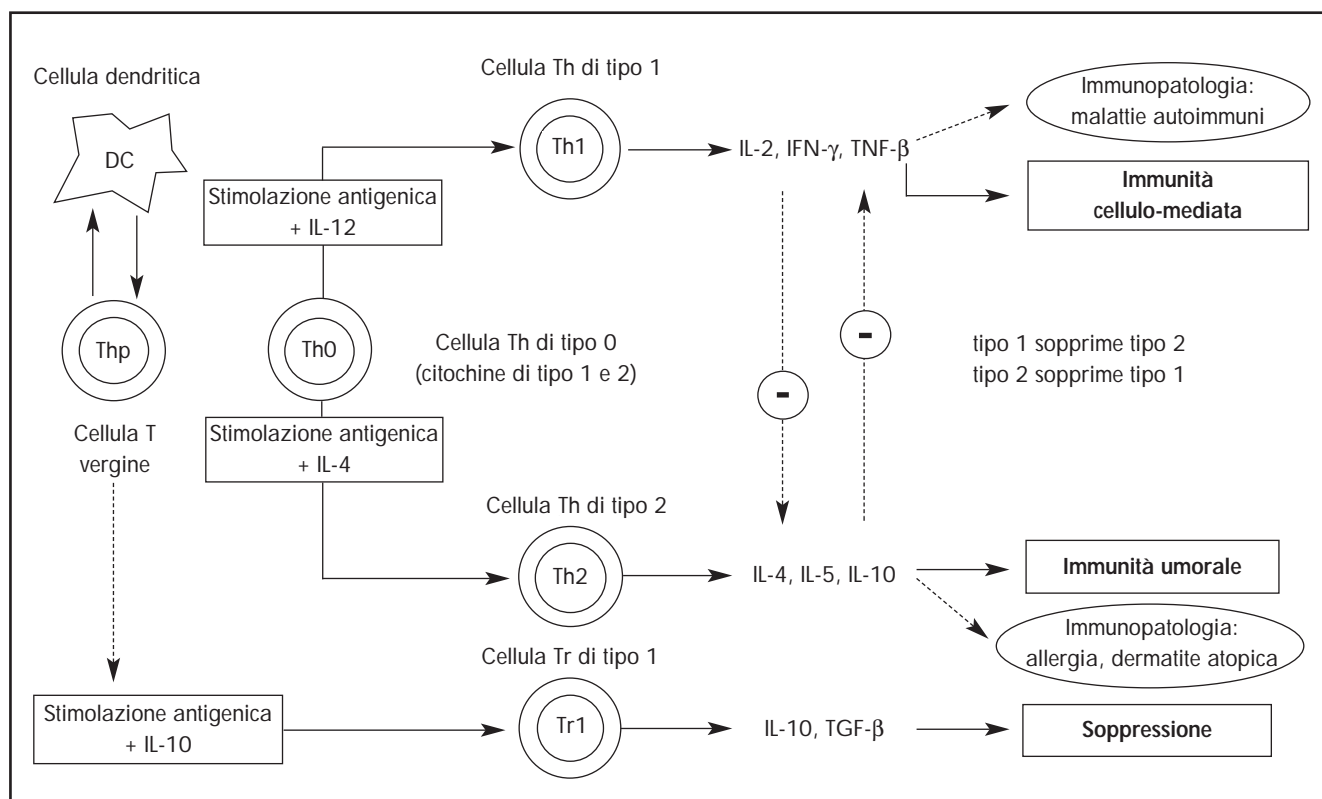 Cellula dendritica
DC
Thp
Cellula T
vergine
Stimolazione antigenica
+ IL-12
Th0
Cellula Th di tipo 0
(citochine di tipo 1 e 2)
Stimolazione antigenica
+ IL-4
Cellula Th di tipo 1
Th1
IL-2, IFN-γ, TNF-β
Immunopatologia:
malattie autoimmuni
Immunità
cellulo-mediata
-
-
tipo 1 sopprime tipo 2
tipo 2 sopprime tipo 1
Cellula Th di tipo 2
Th2
IL-4, IL-5, IL-10
Immunità umorale
Immunopatologia:
allergia, dermatite atopica
Stimolazione antigenica
+ IL-10
Cellula Tr di tipo 1
Tr1
IL-10, TGF-β
Soppressione